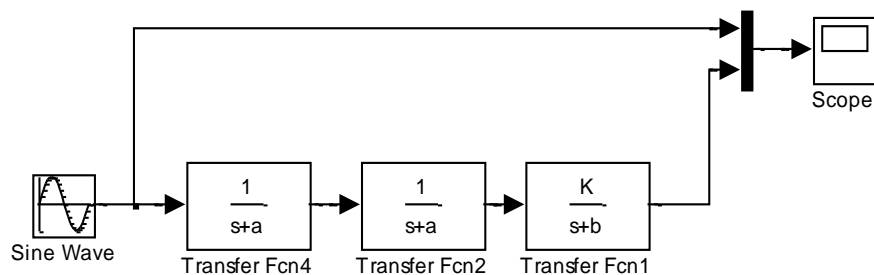 Scope
1
s+a
1
s+a
K
s+b
Sine Wave
Transfer Fcn4
Transfer Fcn2
Transfer Fcn1